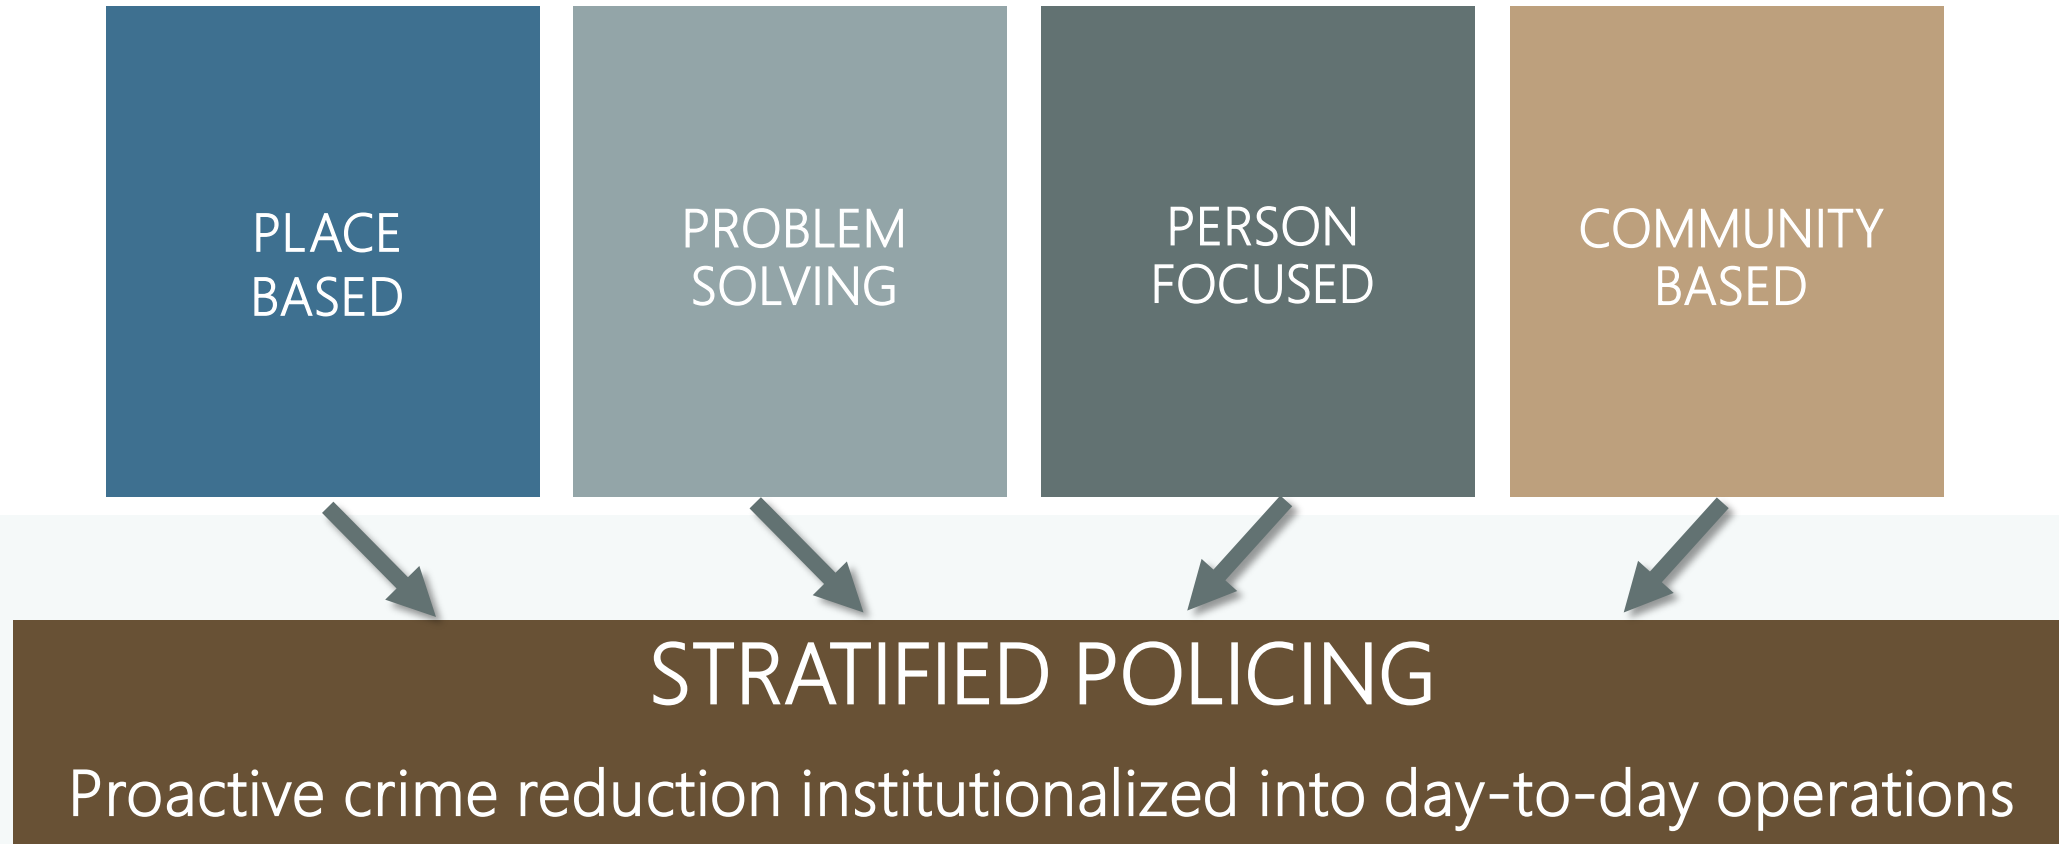 PLACE
BASED
PROBLEM
SOLVING
PERSON
FOCUSED
COMMUNITY
BASED
STRATIFIED POLICING
Proactive crime reduction institutionalized into day-to-day operations